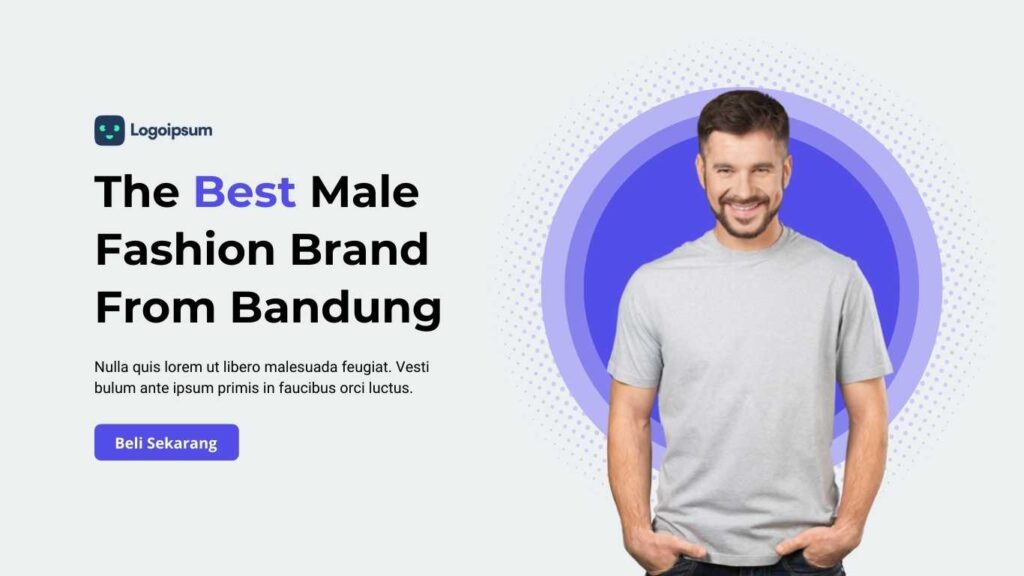 Logoipsum
The Best Male
Fashion Brand
From Bandung
Nulla quis lorem ut libero malesuada feugiat. Vesti
bulum ante ipsum primis in faucibus orci luctus.
Beli Sekarang